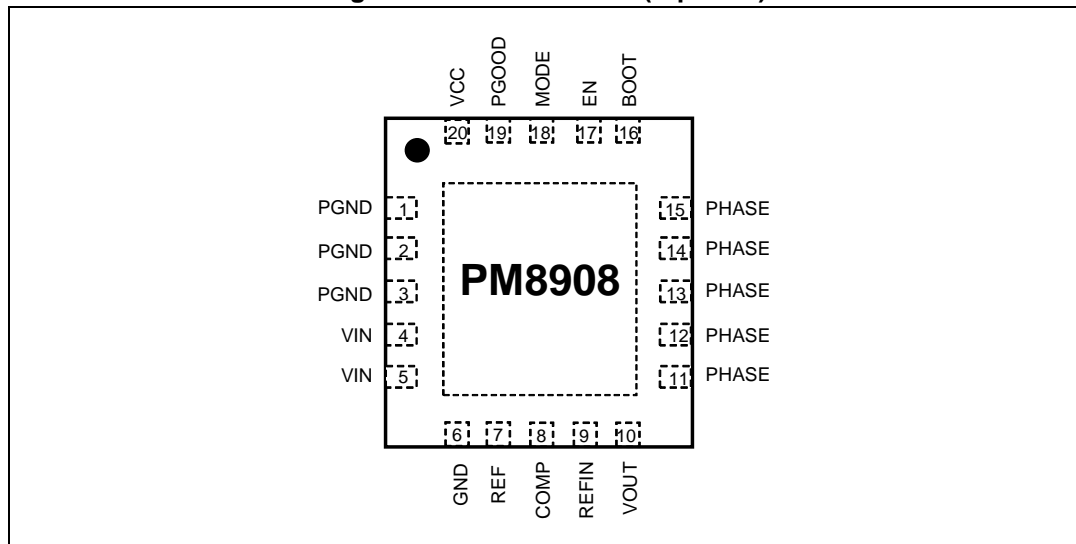 VCC
PGOOD
MODE
EN
BOOT
20
19
18
17
16
PGND 1
15 PHASE
PGND 2
14 PHASE
PM8908
PGND 3
13 PHASE
VIN 4
12 PHASE
VIN 5
11 PHASE
6
7
8
9
10
GND
REF
COMP
REFIN
VOUT